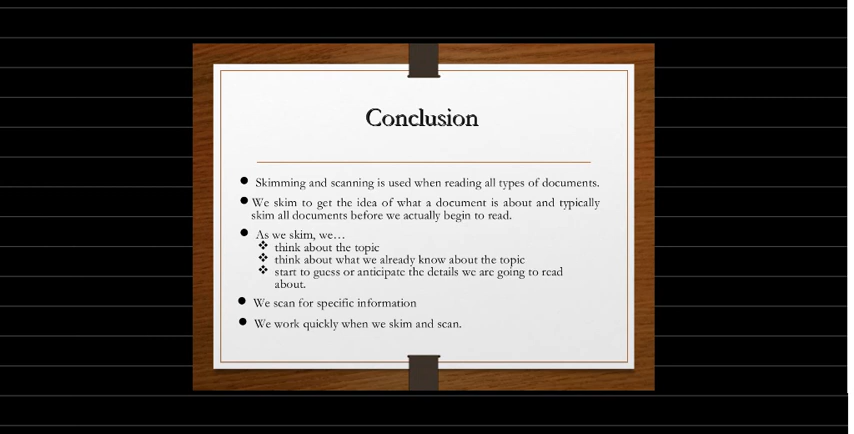 Conclusion
● Skimming and scanning is used when reading all types of documents.
● We skim to get the idea of what a document is about and typically
skim all documents before we actually begin to read.
● As we skim, we…
❖ think about the topic
❖ think about what we already know about the topic
❖ start to guess or anticipate the details we are going to read
about.
● We scan for specific information
● We work quickly when we skim and scan.